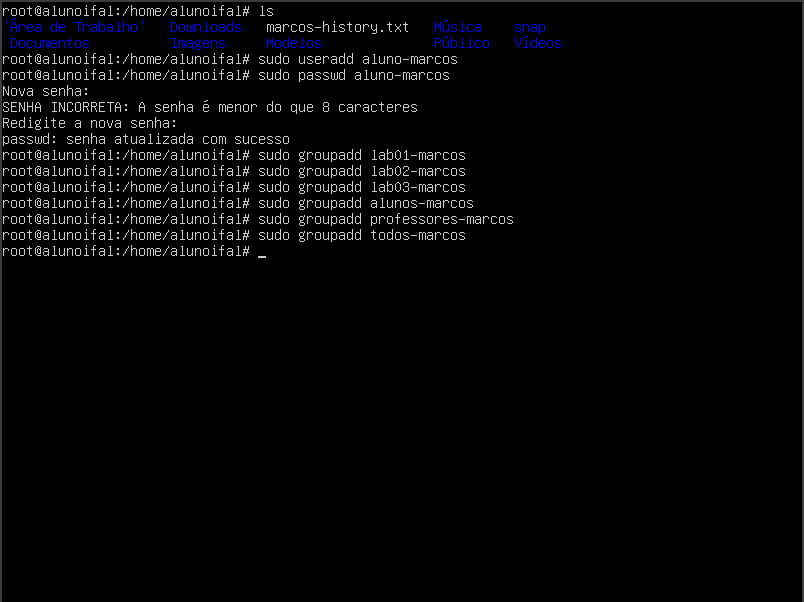 root@alunoifal:/home/alunoifal# ls
'Área de Trabalho' Downloads marcos-history.txt Música snap
Documentos Imagens Modelos Público Vídeos
root@alunoifal:/home/alunoifal# sudo useradd aluno-marcos
root@alunoifal:/home/alunoifal# sudo passwd aluno-marcos
Nova senha:
SENHA INCORRETA: A senha é menor do que 8 caracteres
Redigite a nova senha:
passwd: senha atualizada com sucesso
root@alunoifal:/home/alunoifal# sudo groupadd lab01-marcos
root@alunoifal:/home/alunoifal# sudo groupadd lab02-marcos
root@alunoifal:/home/alunoifal# sudo groupadd lab03-marcos
root@alunoifal:/home/alunoifal# sudo groupadd alunos-marcos
root@alunoifal:/home/alunoifal# sudo groupadd professores-marcos
root@alunoifal:/home/alunoifal# sudo groupadd todos-marcos
root@alunoifal:/home/alunoifal# _